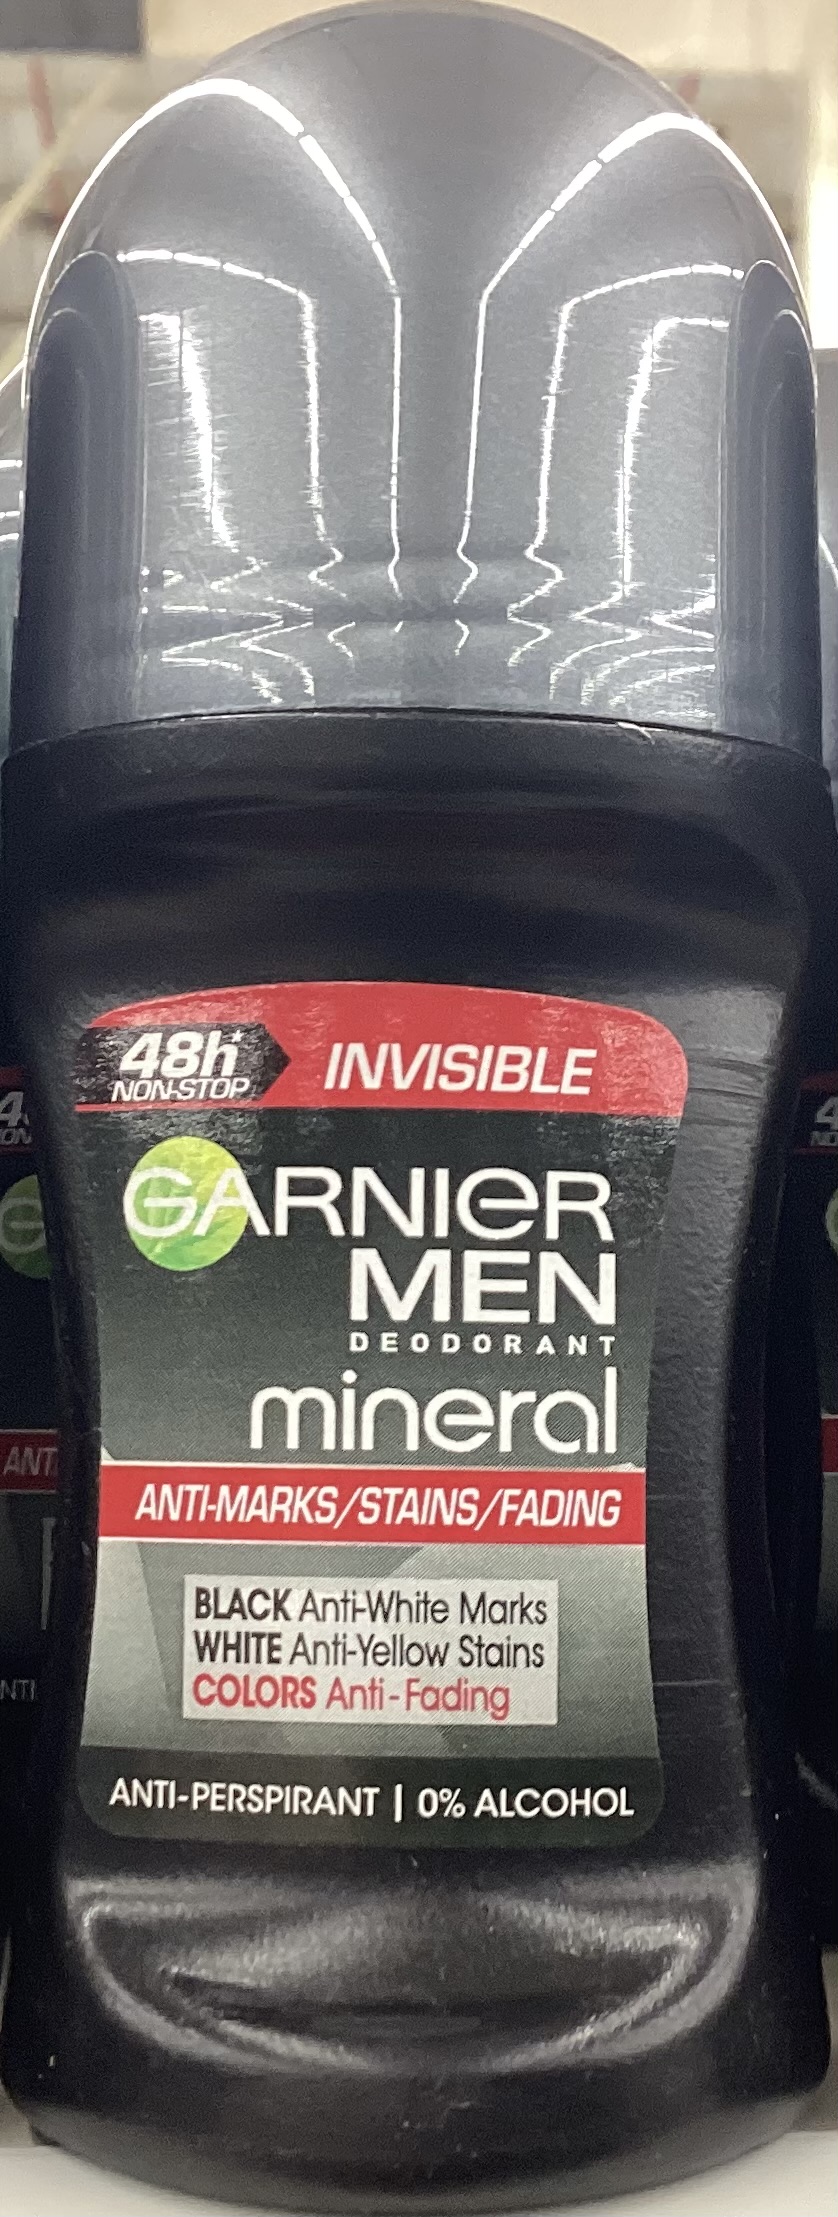 48h*
NON-STOP
INVISIBLE
GARNIER
MEN
DEODORANT
mineral
ANTI-MARKS/STAINS/FADING
BLACK Anti-White Marks
WHITE Anti-Yellow Stains
COLORS Anti-Fading
ANTI-PERSPIRANT | 0% ALCOHOL